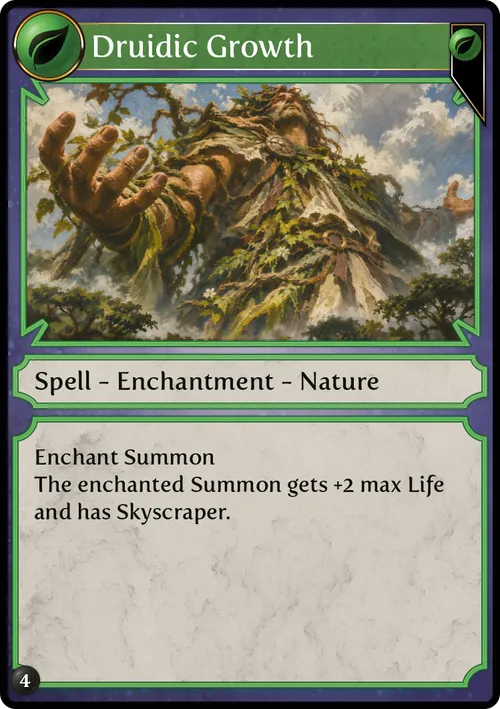 Druidic Growth
Spell – Enchantment – Nature
Enchant Summon
The enchanted Summon gets +2 max Life
and has Skyscraper.
4